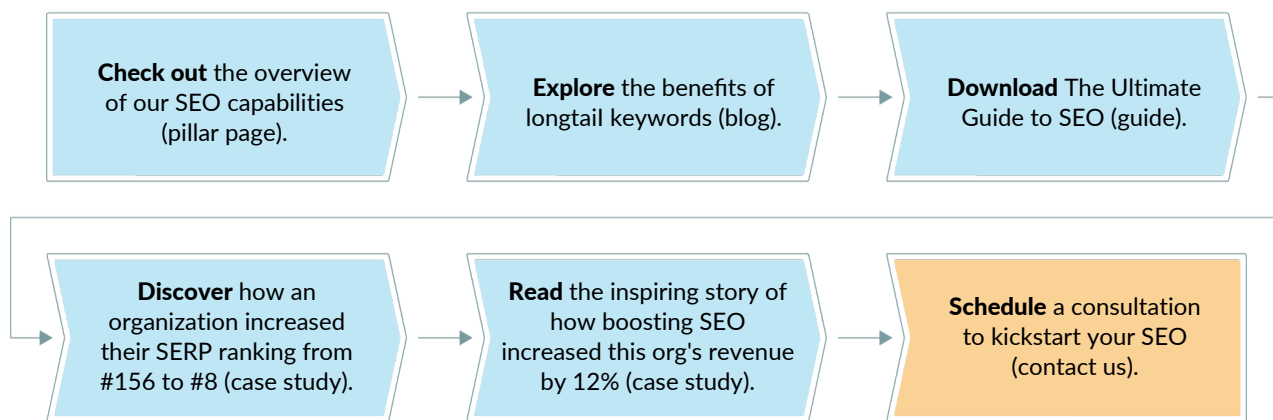 Check out the overview
of our SEO capabilities
(pillar page).
Explore the benefits of
longtail keywords (blog).
Download The Ultimate
Guide to SEO (guide).
Discover how an
organization increased
their SERP ranking from
#156 to #8 (case study).
Read the inspiring story of
how boosting SEO
increased this org's revenue
by 12% (case study).
Schedule a consultation
to kickstart your SEO
(contact us).